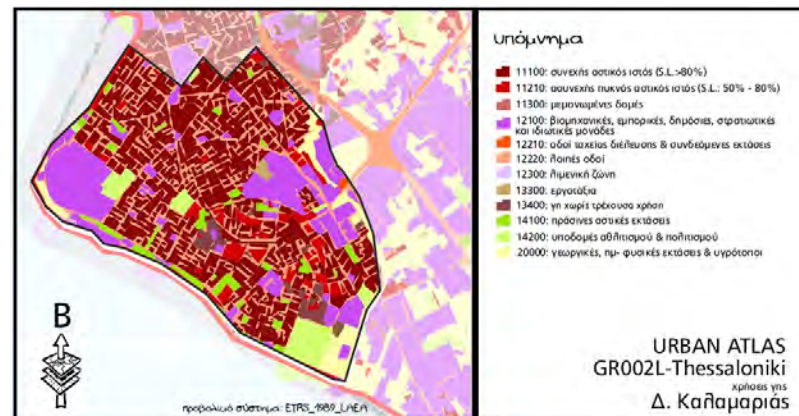 υπόμνημα
11100: συνεχής αστικός ιστός (S.L.>80%)
11210: ασυνεχής πυκνός αστικός ιστός (S.L.: 50% - 80%)
11300: μεμονωμένες δομές
12100: βιομηχανικές, εμπορικές, δημόσιες, στρατιωτικές
και ιδιωτικές μονάδες
12210: οδοί ταχείας διέλευσης & συνδεόμενες εκτάσεις
12220: λοιπές οδοί
12300: λιμενική ζώνη
13300: εργοτάξια
13400: γη χωρίς τρέχουσα χρήση
14100: πράσινες αστικές εκτάσεις
14200: υποδομές αθλητισμού & πολιτισμού
20000: γεωργικές, ημι- φυσικές εκτάσεις & υγρότοποι
B
προβολικό σύστημα: ETRS_1989_LAEA
URBAN ATLAS
GR002L-Thessaloniki
χρήσεις γης
Δ. Καλαμαριάς